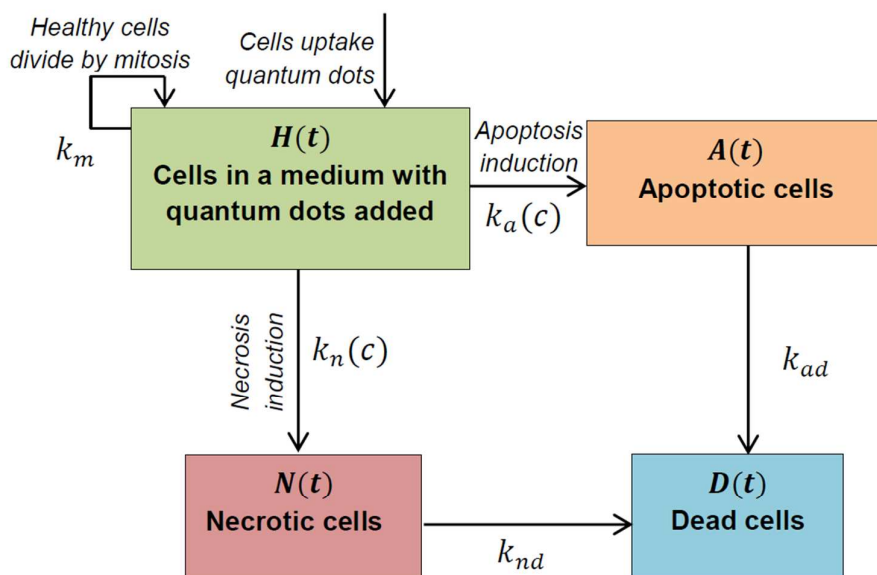 Healthy cells
divide by mitosis
k_m
Cells uptake
quantum dots
H(t)
Cells in a medium with
quantum dots added
Apoptosis
induction
k_a(c)
A(t)
Apoptotic cells
Necrosis
induction
k_n(c)
k_ad
N(t)
Necrotic cells
k_nd
D(t)
Dead cells